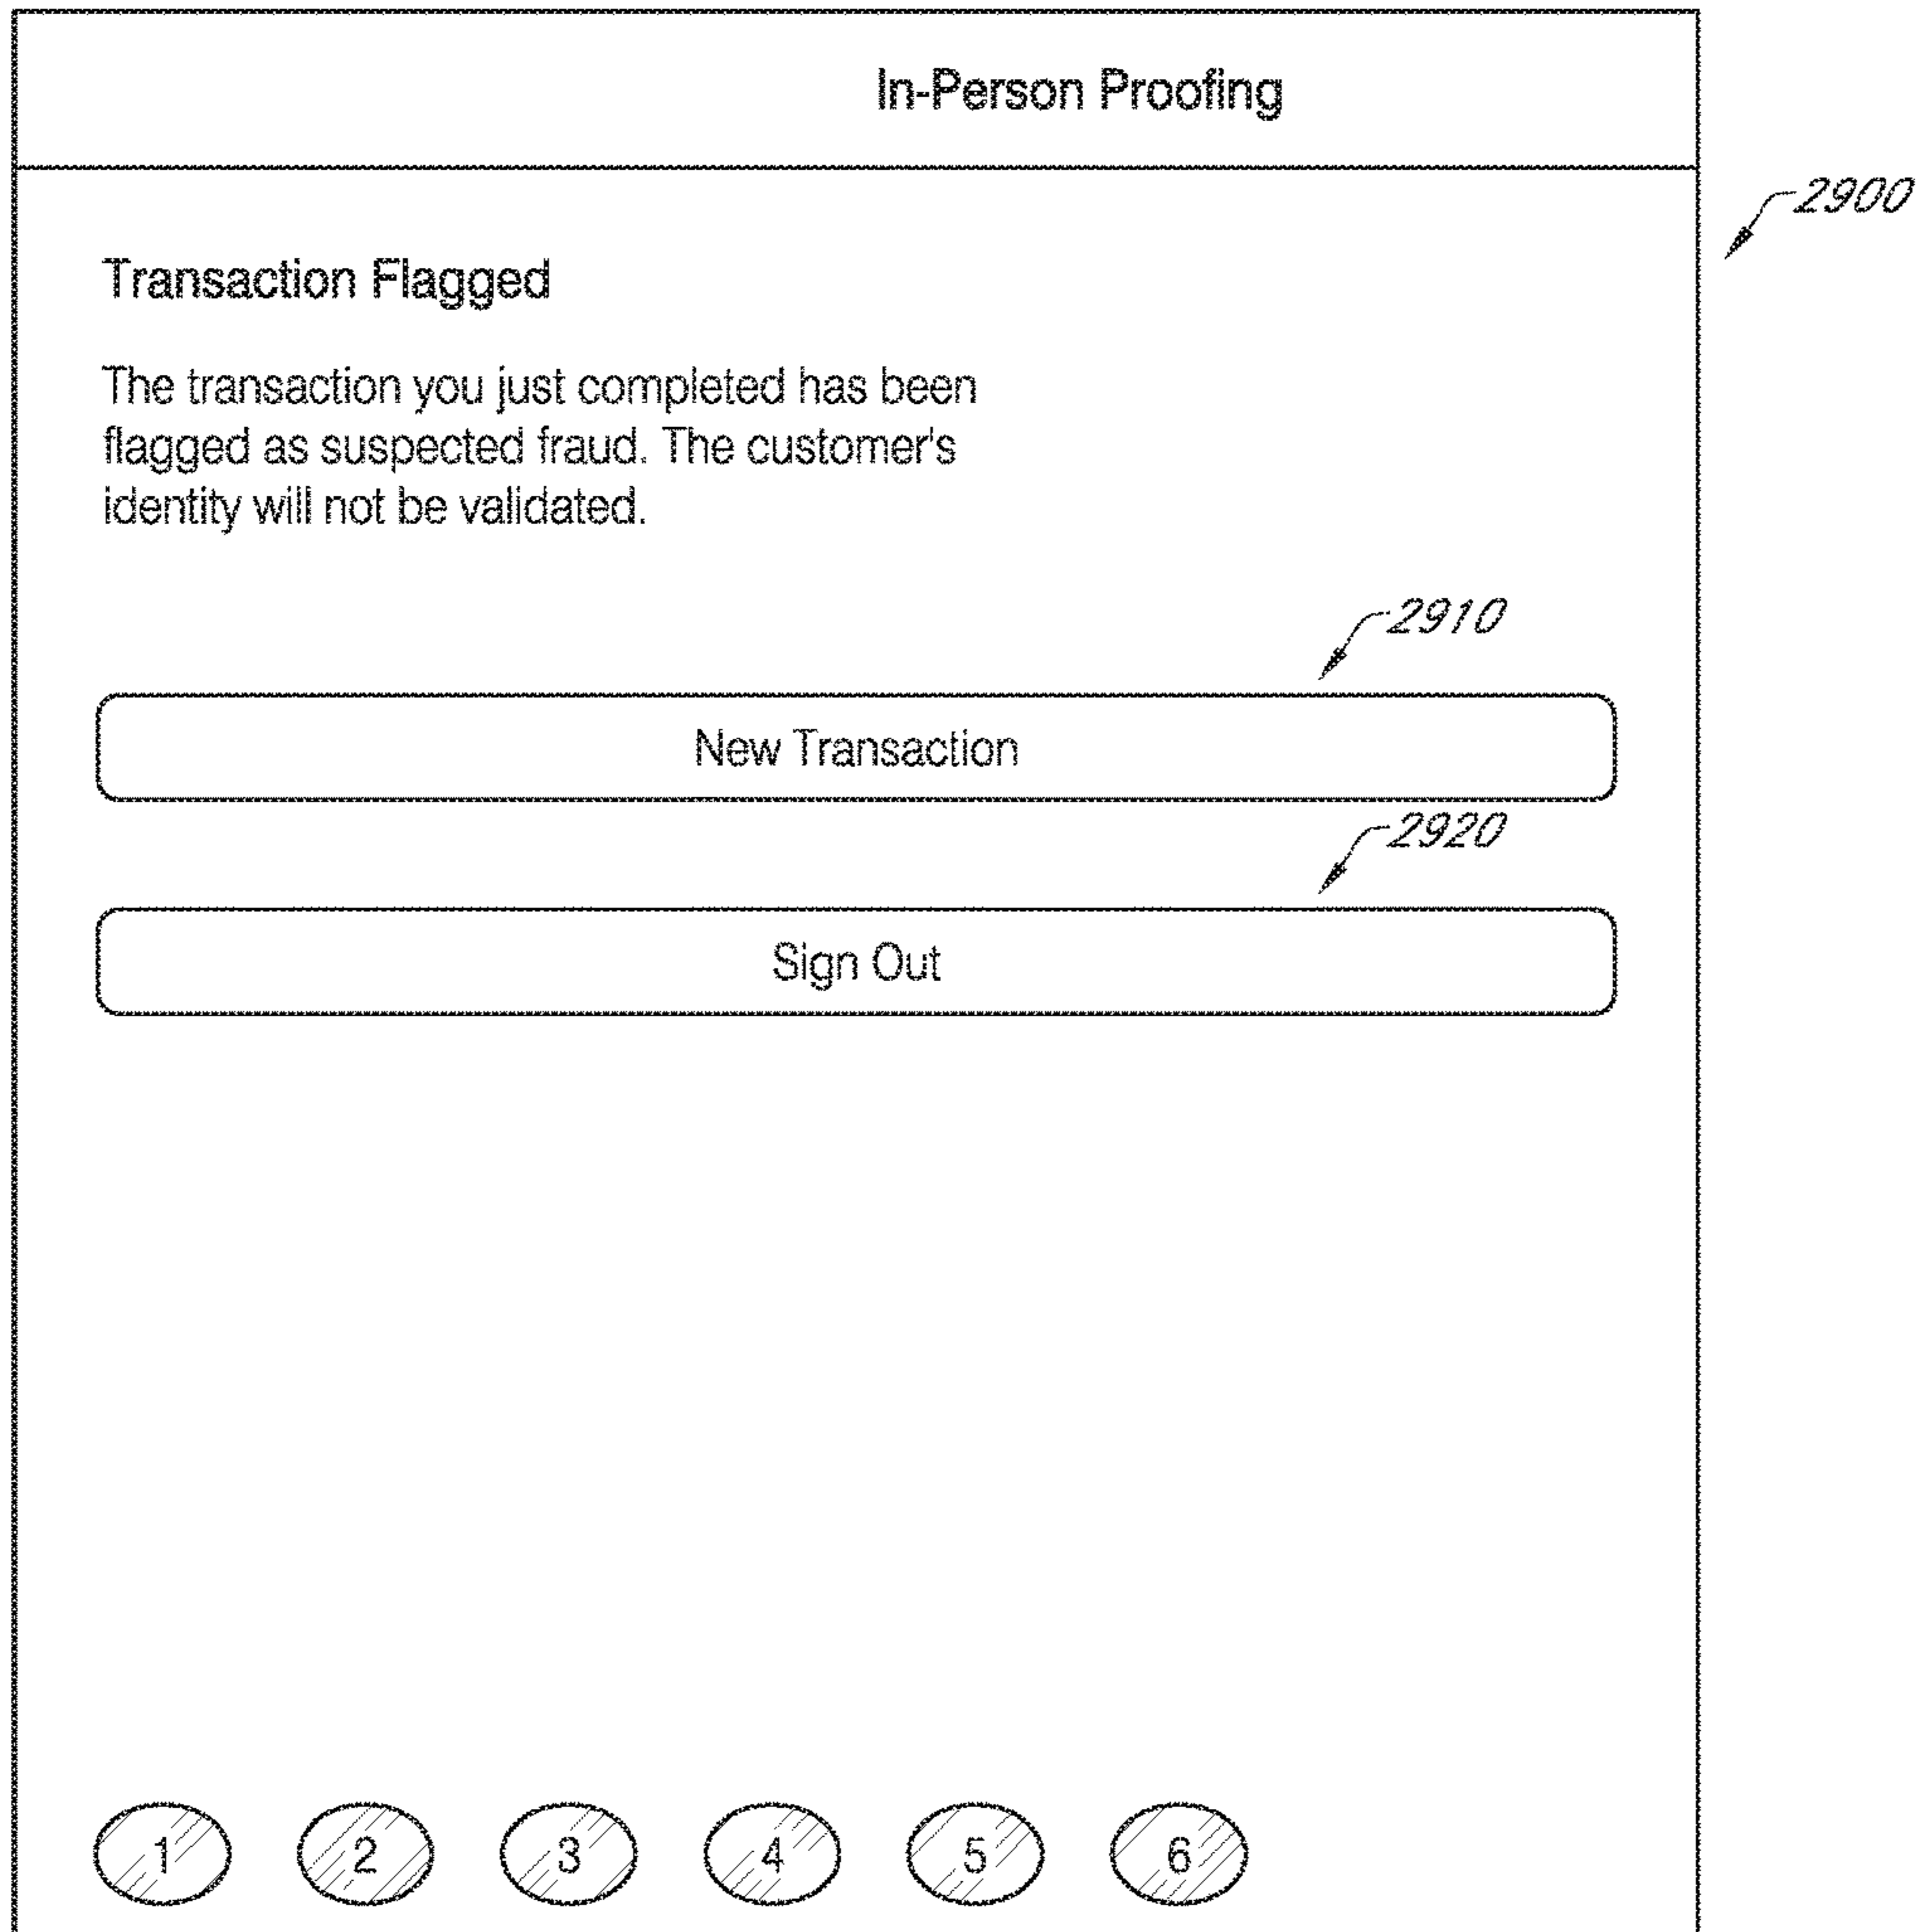 In-Person Proofing
2900
Transaction Flagged
The transaction you just completed has been
flagged as suspected fraud. The customer's
identity will not be validated.
2910
New Transaction
2920
Sign Out
1 2 3 4 5 6